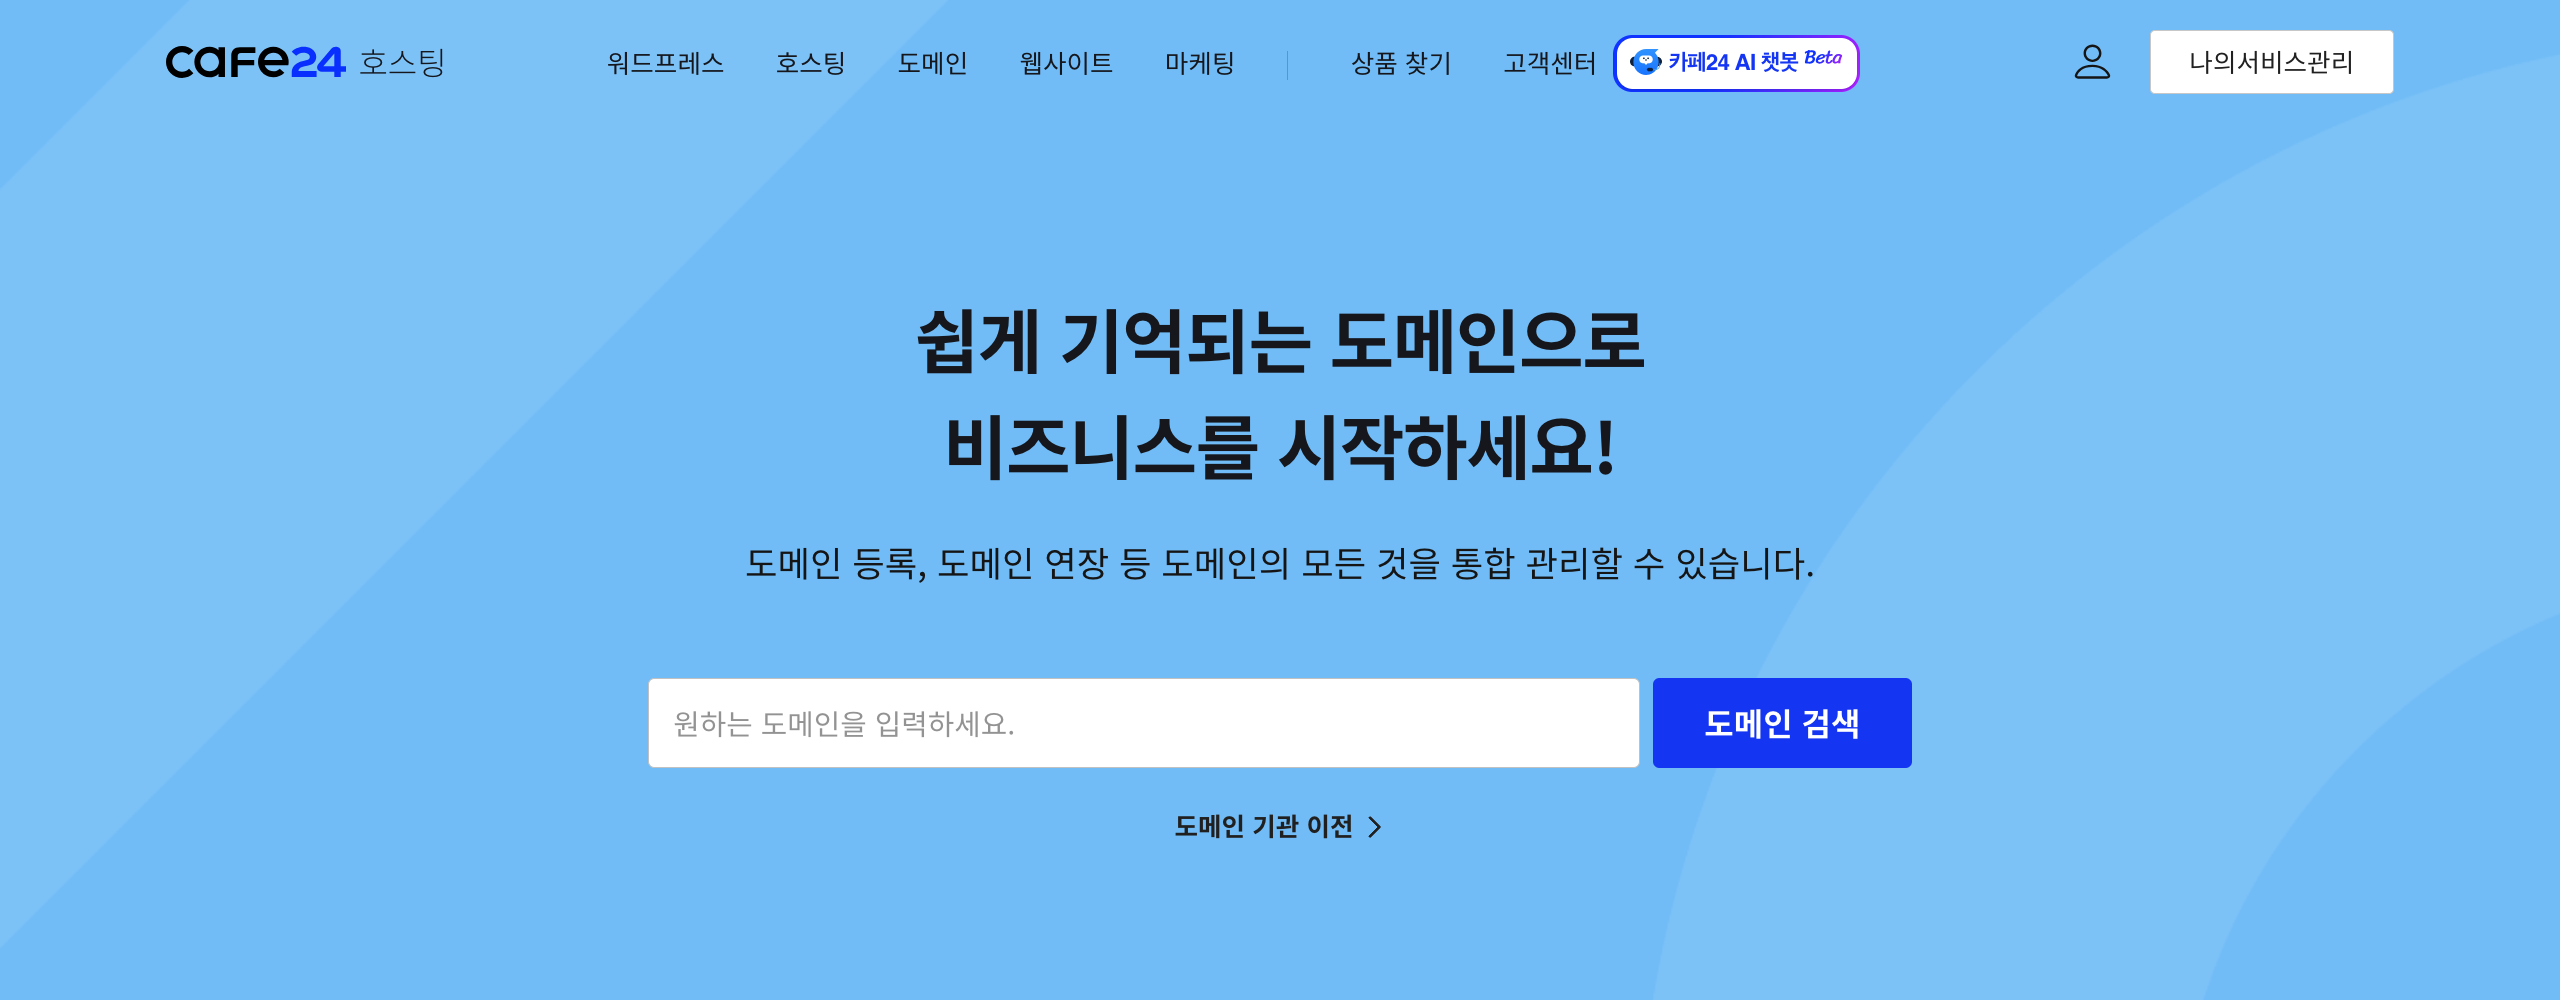 cafe24 호스팅
워드프레스 호스팅 도메인 웹사이트 마케팅 상품 찾기 고객센터 카페24 AI 챗봇 Beta 나의서비스관리
쉽게 기억되는 도메인으로
비즈니스를 시작하세요!
도메인 등록, 도메인 연장 등 도메인의 모든 것을 통합 관리할 수 있습니다.
원하는 도메인을 입력하세요. 도메인 검색
도메인 기관 이전